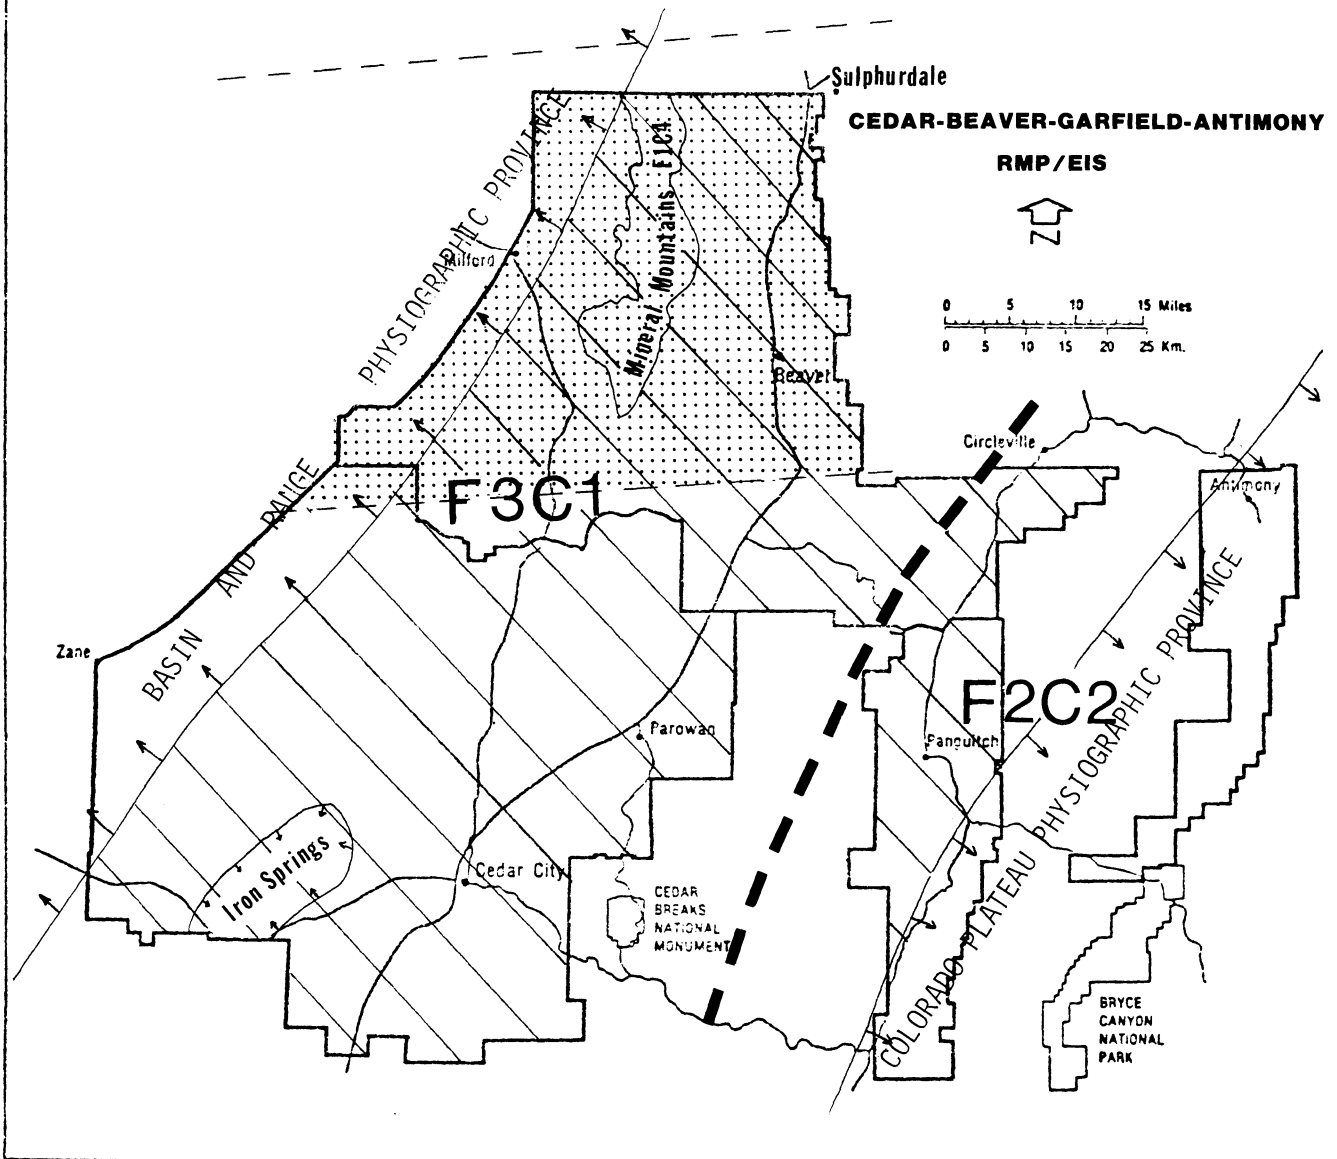 Sulphurdale
CEDAR-BEAVER-GARFIELD-ANTIMONY
RMP/EIS
N
0 5 10 15 Miles
0 5 10 15 20 25 Km.
PHYSIOGRAPHIC PROVINCE
BASIN AND RANGE
Mineral Mountains
Milford
Beaver
Circleville
Antimony
F3C1
Zane
Parowan
F2C2
Panguitch
COLORADO PLATEAU PHYSIOGRAPHIC PROVINCE
Iron Springs
Cedar City
CEDAR
BREAKS
NATIONAL
MONUMENT
BRYCE
CANYON
NATIONAL
PARK